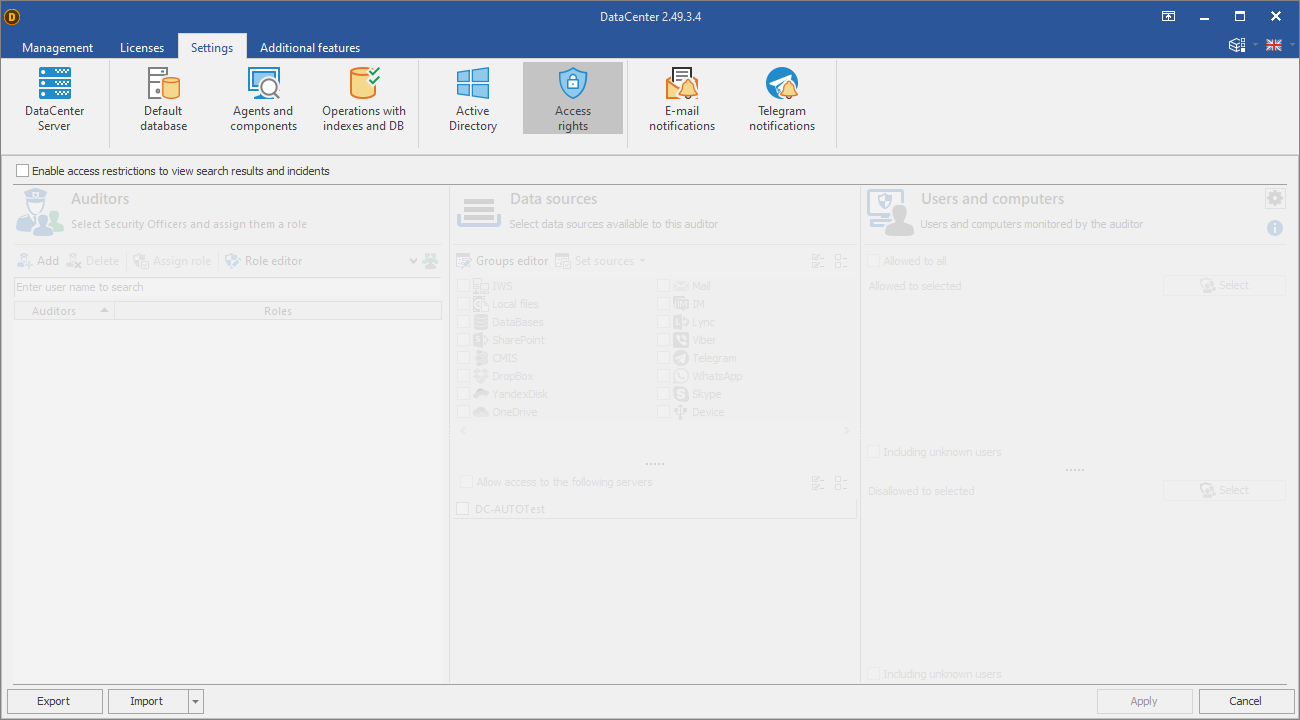 D
DataCenter 2.49.3.4
Management
Licenses
Settings
Additional features
DataCenter
Server
Default
database
Agents and
components
Operations with
indexes and DB
Active
Directory
Access
rights
E-mail
notifications
Telegram
notifications
Enable access restrictions to view search results and incidents
Auditors
Select Security Officers and assign them a role
Data sources
Select data sources available to this auditor
Users and computers
Users and computers monitored by the auditor
Add
Delete
Assign role
Role editor
Groups editor
Set sources
Allowed to all
Enter user name to search
Auditors
Roles
IWS
Mail
Local files
IM
DataBases
Lync
SharePoint
Viber
CMIS
Telegram
DropBox
WhatsApp
YandexDisk
Skype
OneDrive
Device
Allowed to selected
Select
Including unknown users
Allow access to the following servers
Disallowed to selected
Select
DC-AUTOTest
Including unknown users
Export
Import
Apply
Cancel